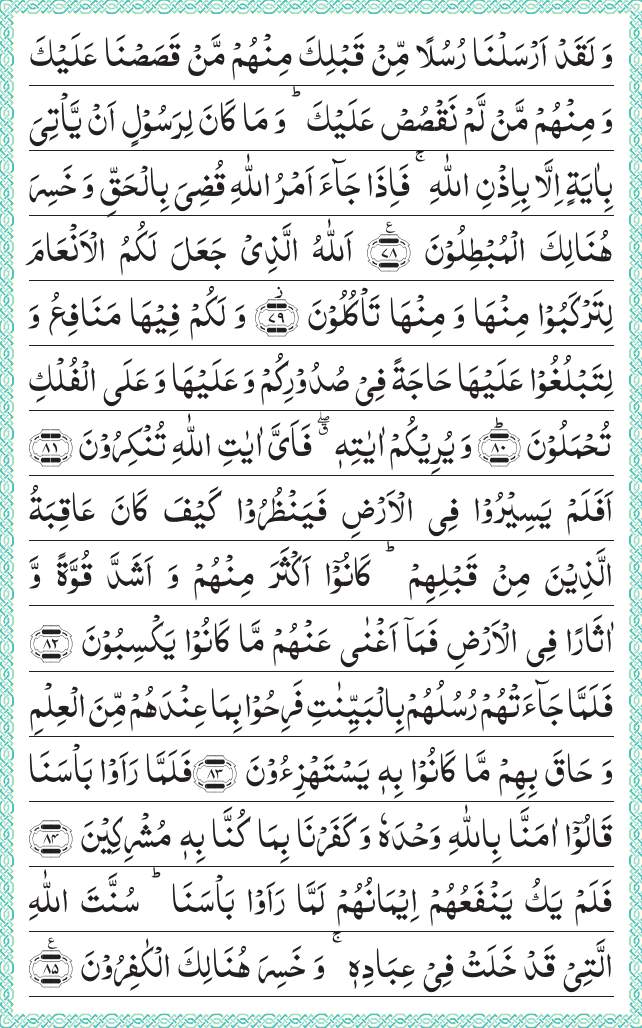 وَ لَقَدۡ اَرۡسَلۡنَا رُسُلًا مِّنۡ قَبۡلِكَ مِنۡهُمۡ مَّنۡ قَصَصۡنَا عَلَيۡكَ
وَ مِنۡهُمۡ مَّنۡ لَّمۡ نَقۡصُصۡ عَلَيۡكَ ؕ وَ مَا كَانَ لِرَسُوۡلٍ اَنۡ يَّاۡتِىَ
بِاٰيَةٍ اِلَّا بِاِذۡنِ اللّٰهِ ۚ فَاِذَا جَآءَ اَمۡرُ اللّٰهِ قُضِىَ بِالۡحَقِّ وَ خَسِرَ
هُنَالِكَ الۡمُبۡطِلُوۡنَ ﴿۷۸﴾ اَللّٰهُ الَّذِىۡ جَعَلَ لَكُمُ الۡاَنۡعَامَ
لِتَرۡكَبُوۡا مِنۡهَا وَ مِنۡهَا تَاۡكُلُوۡنَ ﴿۷۹﴾ وَ لَكُمۡ فِيۡهَا مَنَافِعُ وَ
لِتَبۡلُغُوۡا عَلَيۡهَا حَاجَةً فِىۡ صُدُوۡرِكُمۡ وَ عَلَيۡهَا وَ عَلَى الۡفُلۡكِ
تُحۡمَلُوۡنَ ﴿۸۰﴾ وَ يُرِيۡكُمۡ اٰيٰتِهٖ ۖ ۗ فَاَىَّ اٰيٰتِ اللّٰهِ تُنۡكِرُوۡنَ ﴿۸۱﴾
اَفَلَمۡ يَسِيۡرُوۡا فِى الۡاَرۡضِ فَيَنۡظُرُوۡا كَيۡفَ كَانَ عَاقِبَةُ
الَّذِيۡنَ مِنۡ قَبۡلِهِمۡ ؕ كَانُوۡۤا اَكۡثَرَ مِنۡهُمۡ وَ اَشَدَّ قُوَّةً وَّ
اٰثَارًا فِى الۡاَرۡضِ فَمَاۤ اَغۡنٰى عَنۡهُمۡ مَّا كَانُوۡا يَكۡسِبُوۡنَ ﴿۸۲﴾
فَلَمَّا جَآءَتۡهُمۡ رُسُلُهُمۡ بِالۡبَيِّنٰتِ فَرِحُوۡا بِمَا عِنۡدَهُمۡ مِّنَ الۡعِلۡمِ
وَ حَاقَ بِهِمۡ مَّا كَانُوۡا بِهٖ يَسۡتَهۡزِءُوۡنَ ﴿۸۳﴾ فَلَمَّا رَاَوۡا بَاۡسَنَا
قَالُوۡۤا اٰمَنَّا بِاللّٰهِ وَحۡدَهٗ وَ كَفَرۡنَا بِمَا كُنَّا بِهٖ مُشۡرِكِيۡنَ ﴿۸۴﴾
فَلَمۡ يَكُ يَنۡفَعُهُمۡ اِيۡمَانُهُمۡ لَمَّا رَاَوۡا بَاۡسَنَا ؕ سُنَّتَ اللّٰهِ
الَّتِىۡ قَدۡ خَلَتۡ فِىۡ عِبَادِهٖ ۚ وَ خَسِرَ هُنَالِكَ الۡكٰفِرُوۡنَ ﴿۸۵﴾